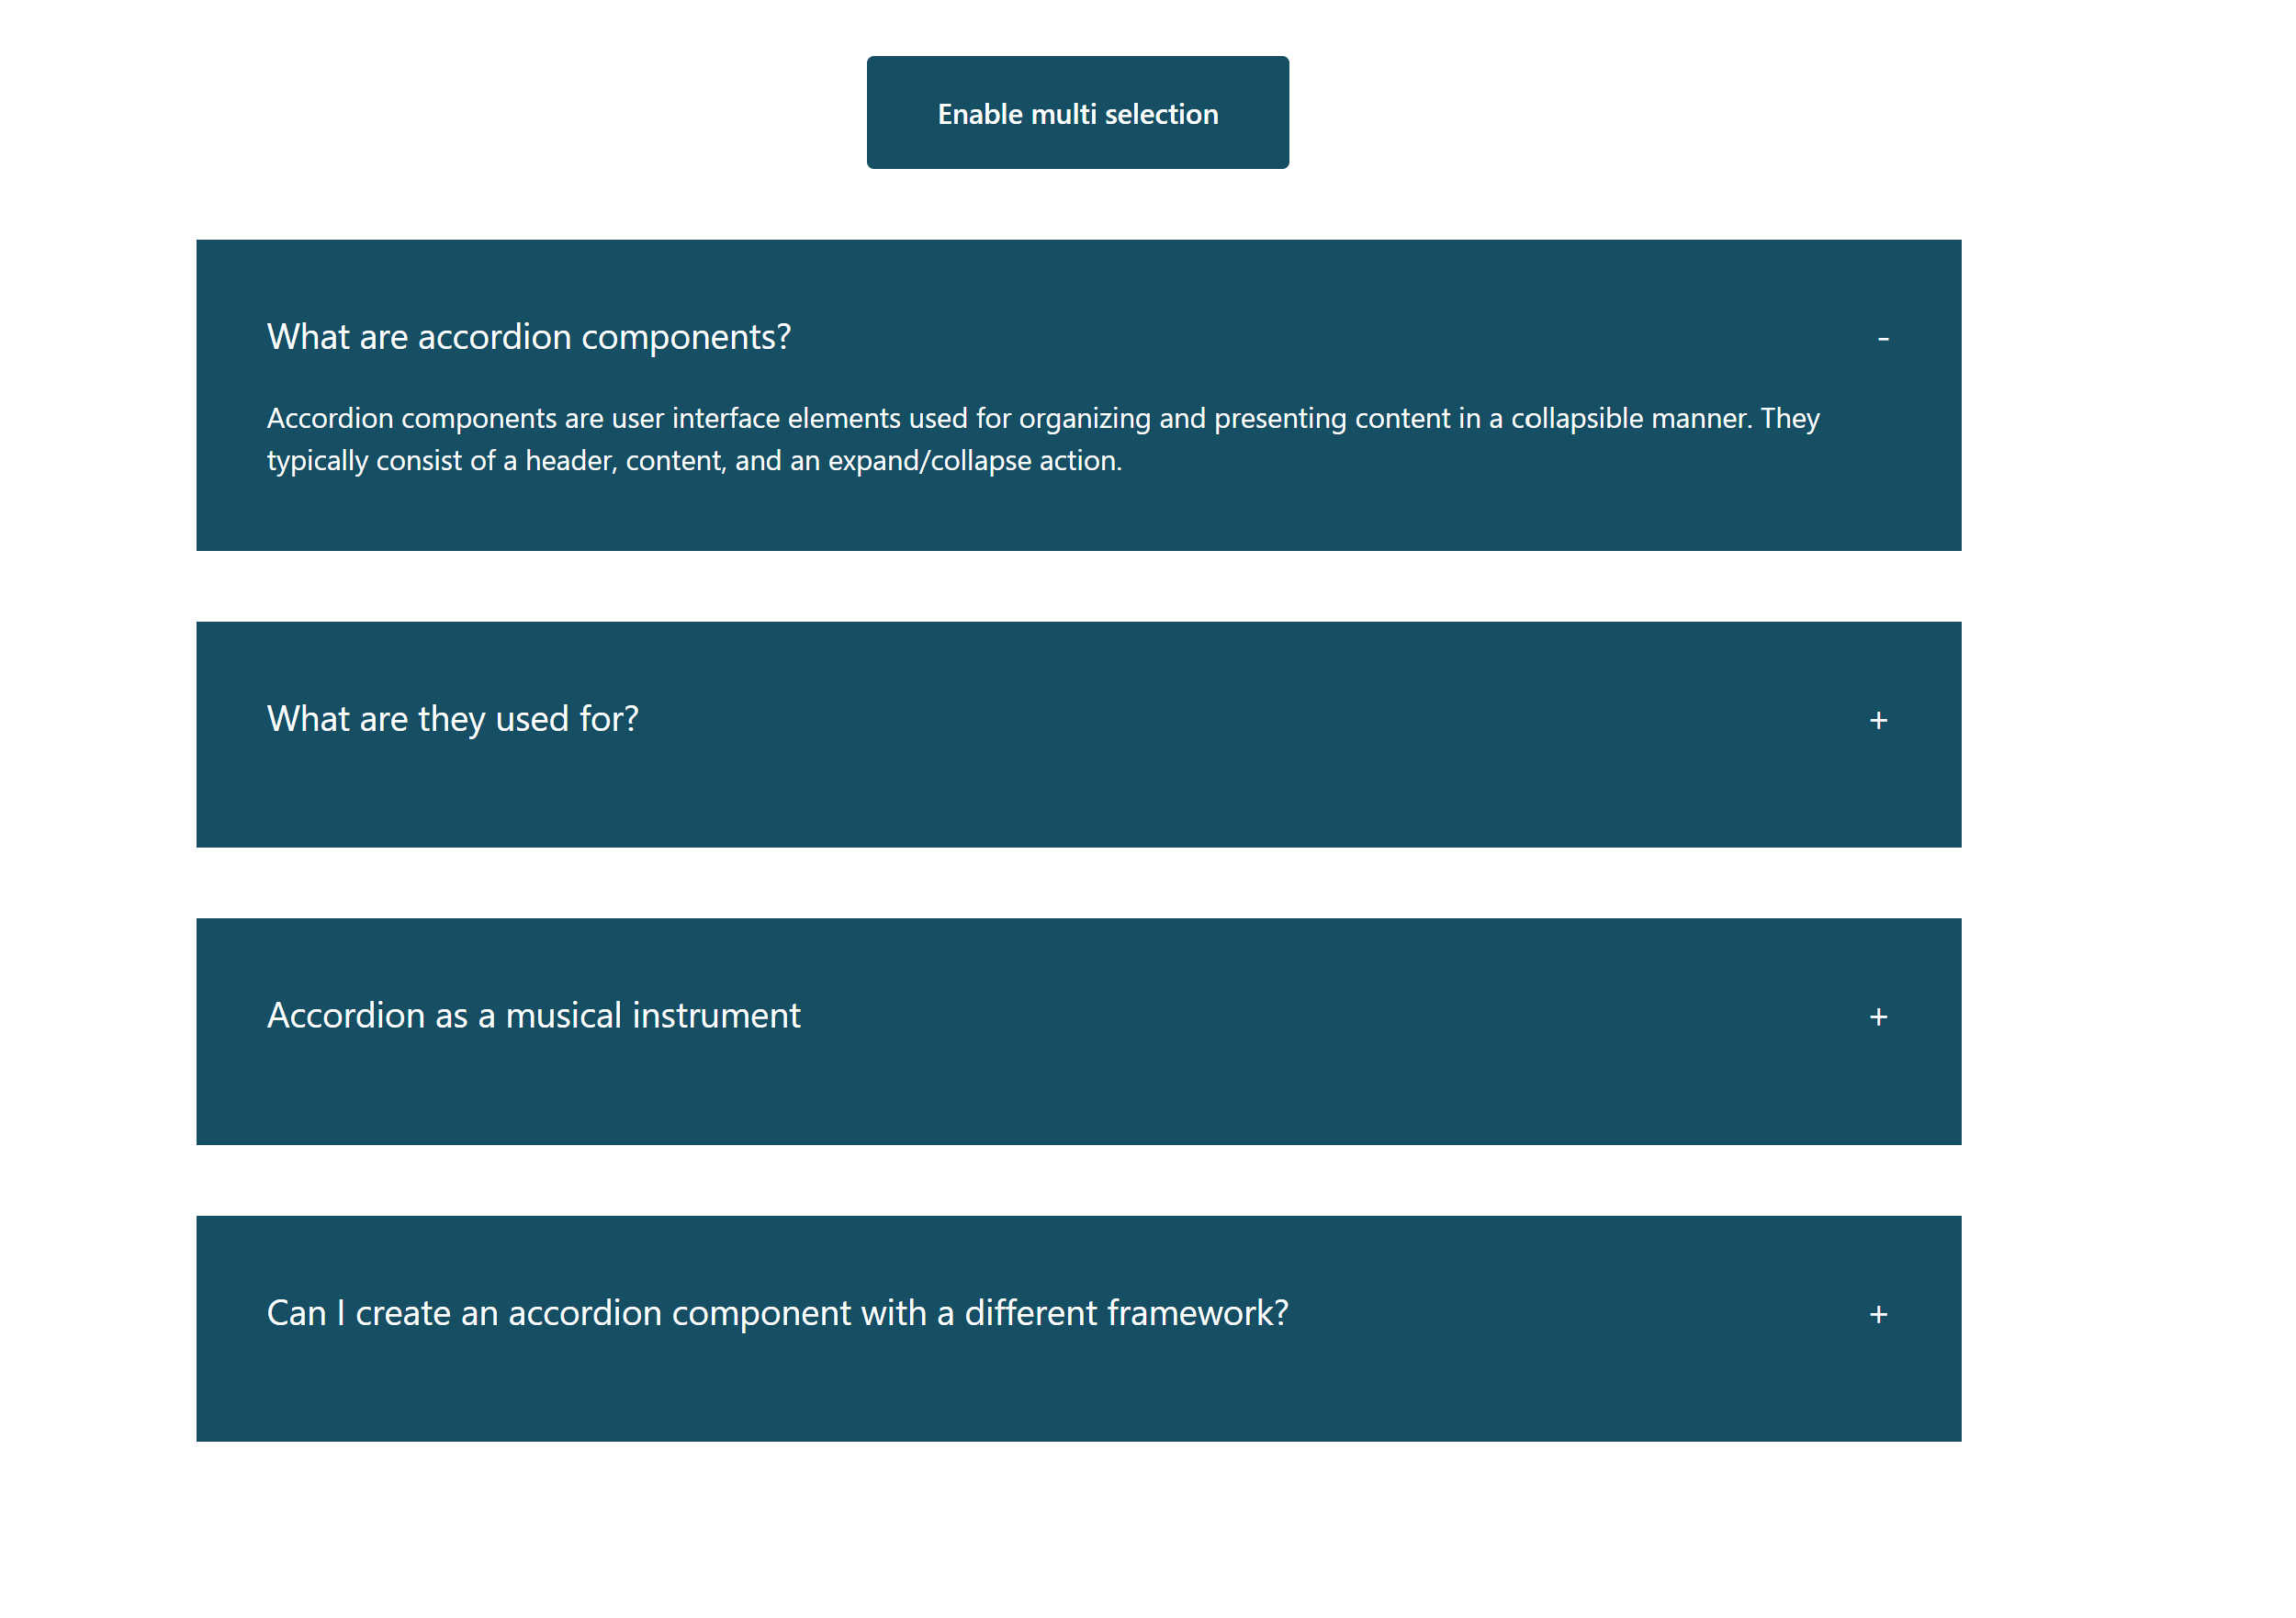 Enable multi selection
What are accordion components?
-
Accordion components are user interface elements used for organizing and presenting content in a collapsible manner. They
typically consist of a header, content, and an expand/collapse action.
What are they used for?
+
Accordion as a musical instrument
+
Can I create an accordion component with a different framework?
+